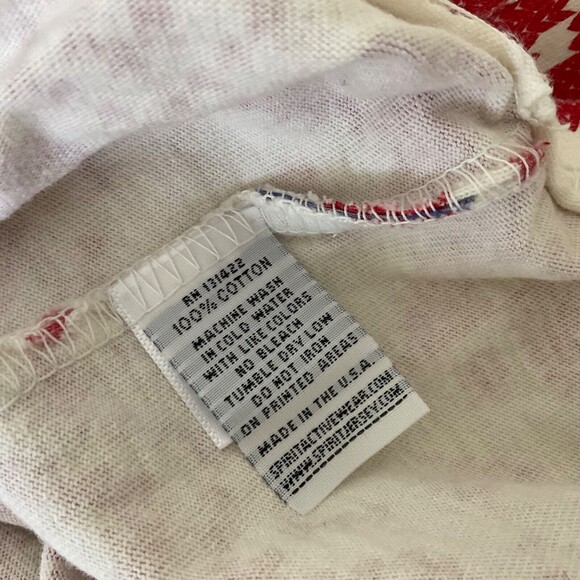 RN 131422
100% COTTON
MACHINE WASH
IN COLD WATER
WITH LIKE COLORS
NO BLEACH
TUMBLE DRY LOW
DO NOT IRON
ON PRINTED AREAS
MADE IN THE U.S.A.
SPIRITACTIVEWEAR.COM
WWW.SPIRITJERSEY.COM